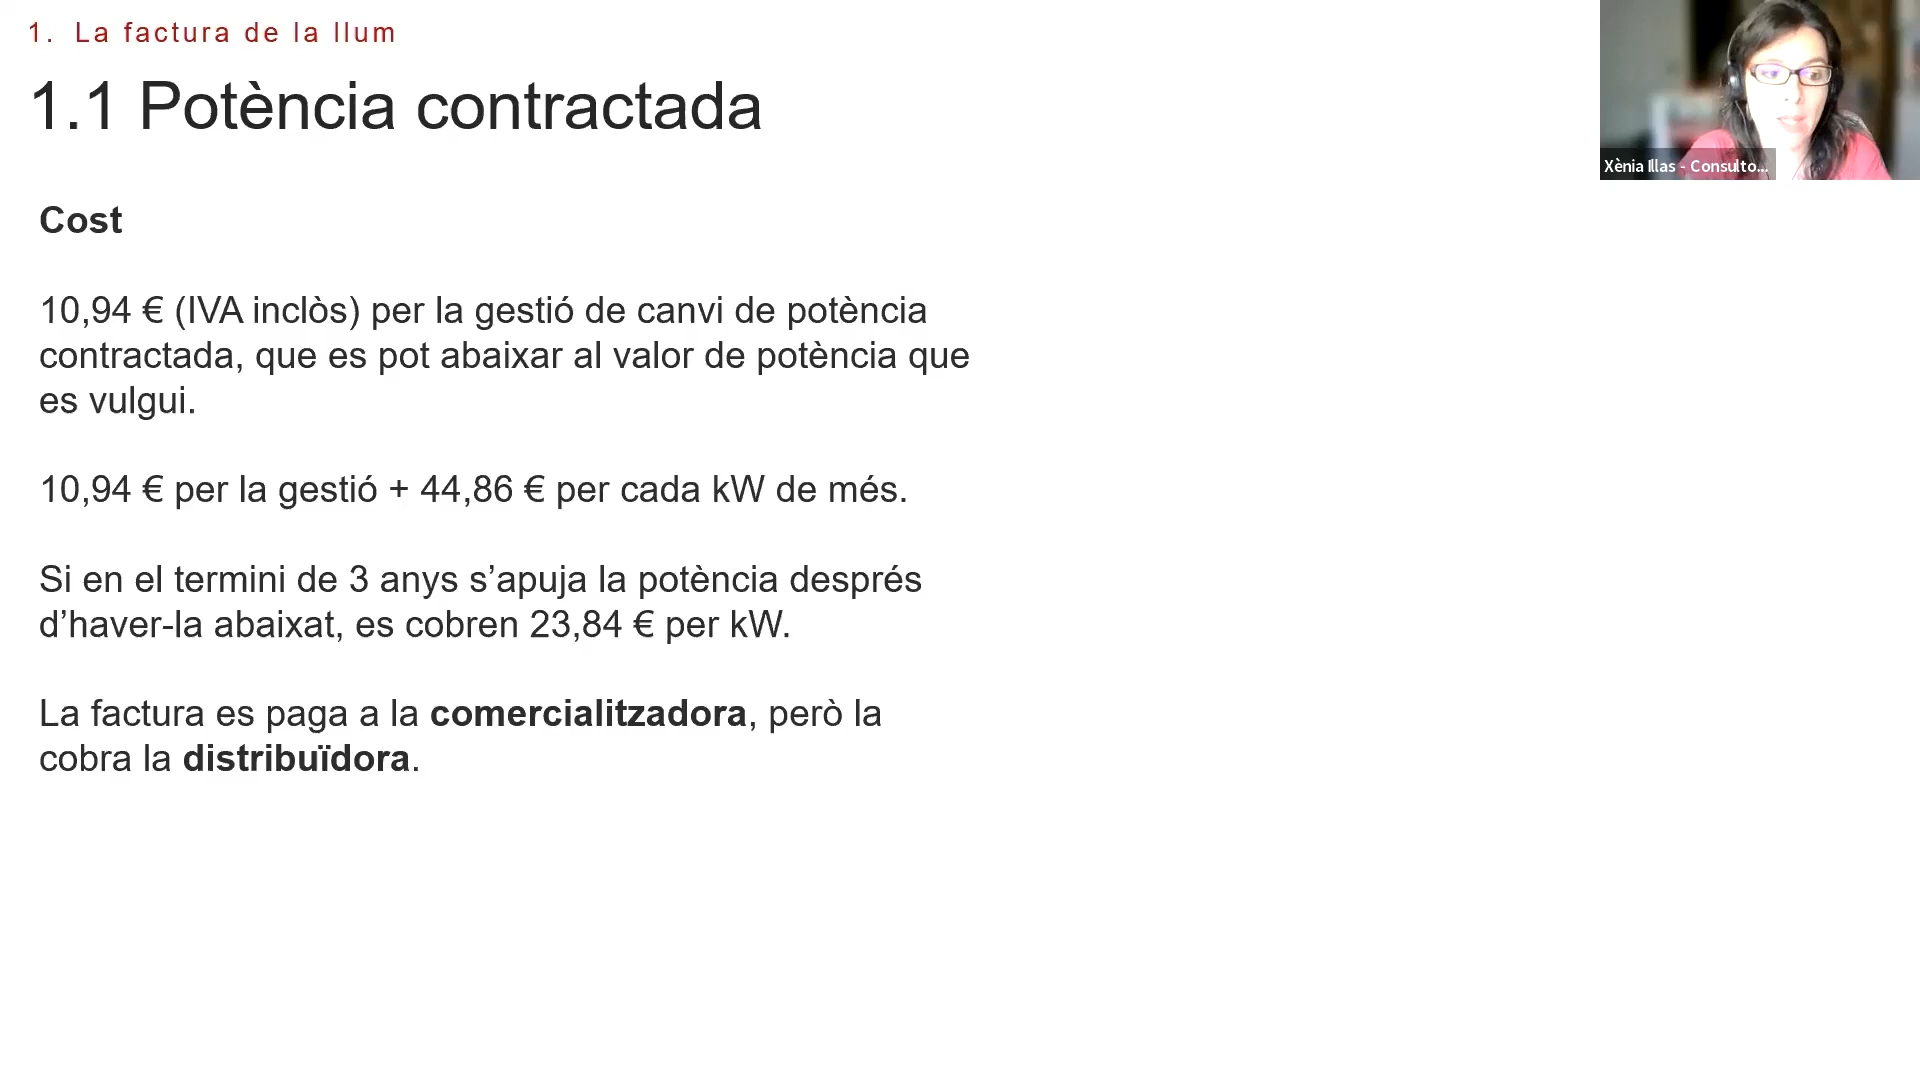 1. La factura de la llum
1.1 Potència contractada
Xènia Illas - Consulto...
Cost
10,94 € (IVA inclòs) per la gestió de canvi de potència
contractada, que es pot abaixar al valor de potència que
es vulgui.
10,94 € per la gestió + 44,86 € per cada kW de més.
Si en el termini de 3 anys s’apuja la potència després
d’haver-la abaixat, es cobren 23,84 € per kW.
La factura es paga a la comercialitzadora, però la
cobra la distribuïdora.